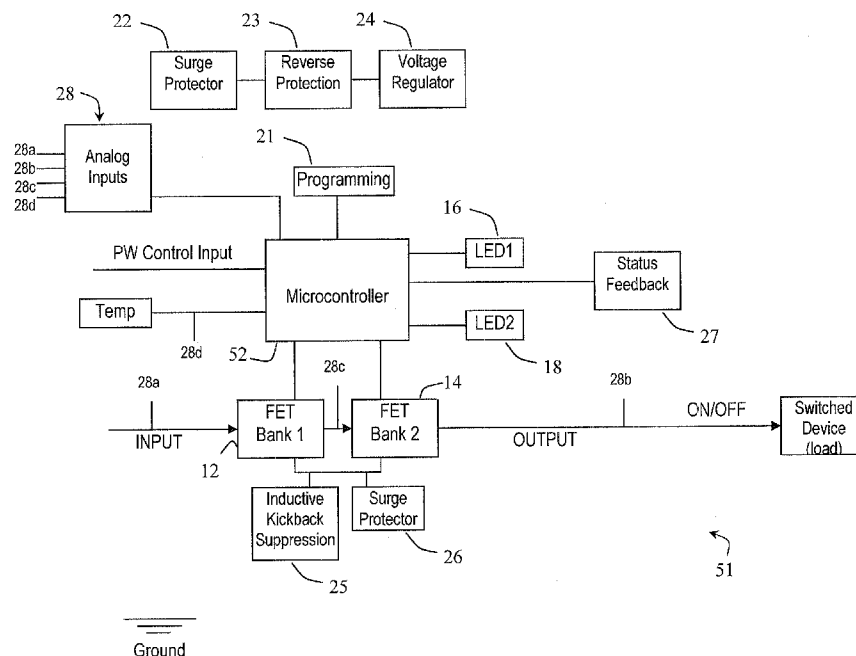 22
23
24
Surge
Protector
Reverse
Protection
Voltage
Regulator
28
28a
28b
28c
28d
Analog
Inputs
21
Programming
16
LED1
PW Control Input
Microcontroller
Status
Feedback
27
Temp
28d
52
LED2
18
28a
28c
14
28b
INPUT
12
FET
Bank 1
FET
Bank 2
OUTPUT
ON/OFF
Switched
Device
(load)
Inductive
Kickback
Suppression
25
Surge
Protector
26
51
Ground